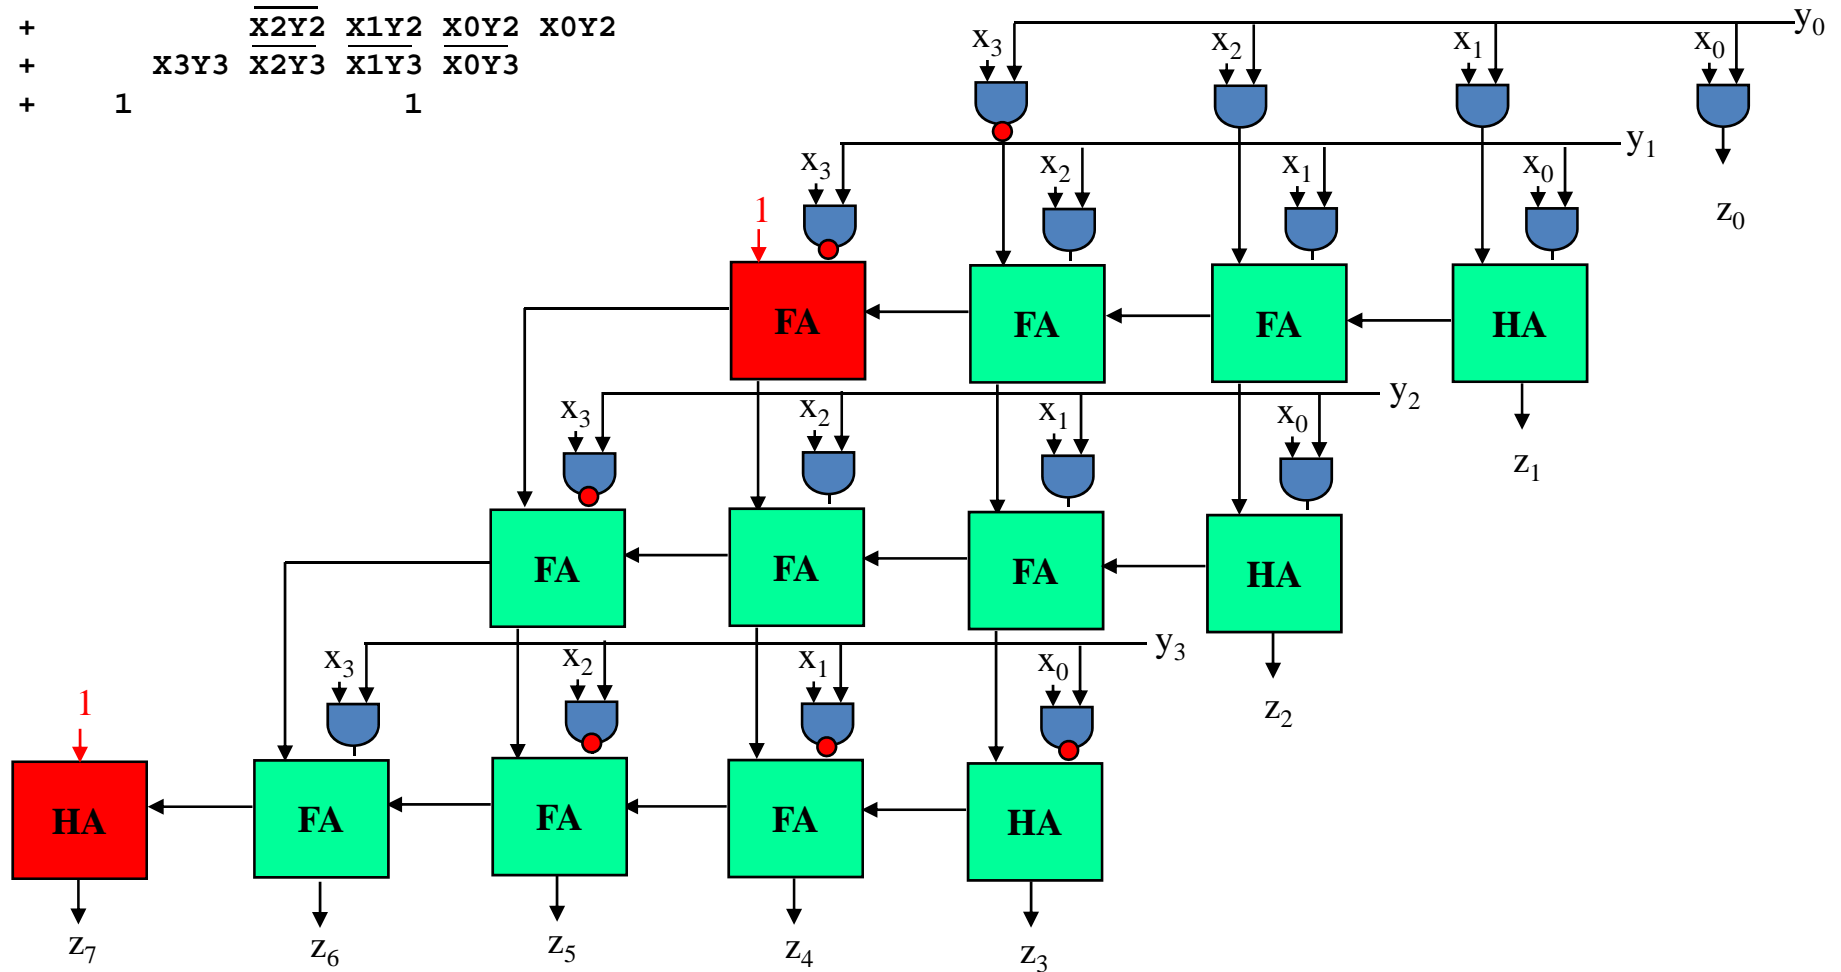 + X2Y2 X1Y2 X0Y2 X0Y2
+ X3Y3 X2Y3 X1Y3 X0Y3
+ 1 1
y0
x3 x2 x1 x0
y1
x3 x2 x1 x0
z0
1
FA FA FA HA
y2
x3 x2 x1 x0
z1
FA FA FA HA
y3
x3 x2 x1 x0
z2
1
HA FA FA FA HA
z7 z6 z5 z4 z3